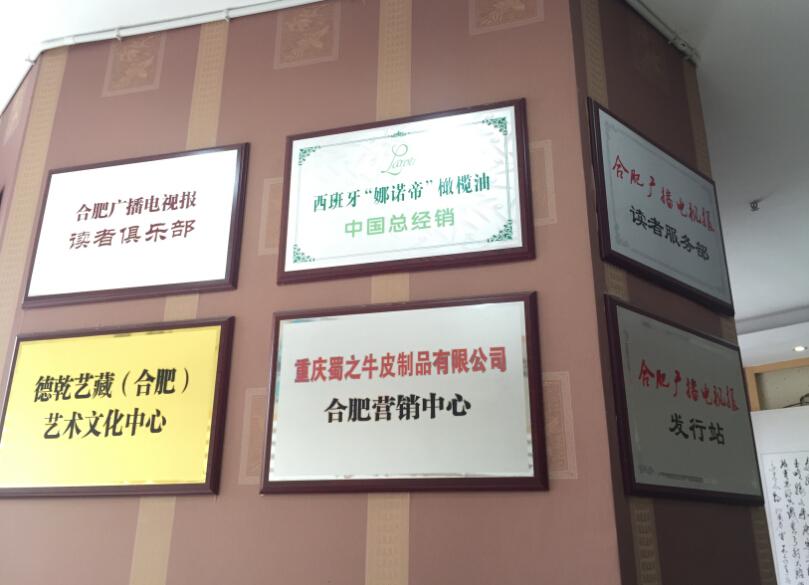 合肥广播电视报
读者俱乐部
西班牙“娜诺帝”橄榄油
中国总经销
合肥广播电视报
读者服务部
德乾艺藏（合肥）
艺术文化中心
重庆蜀之牛皮制品有限公司
合肥营销中心
合肥广播电视报
发行站